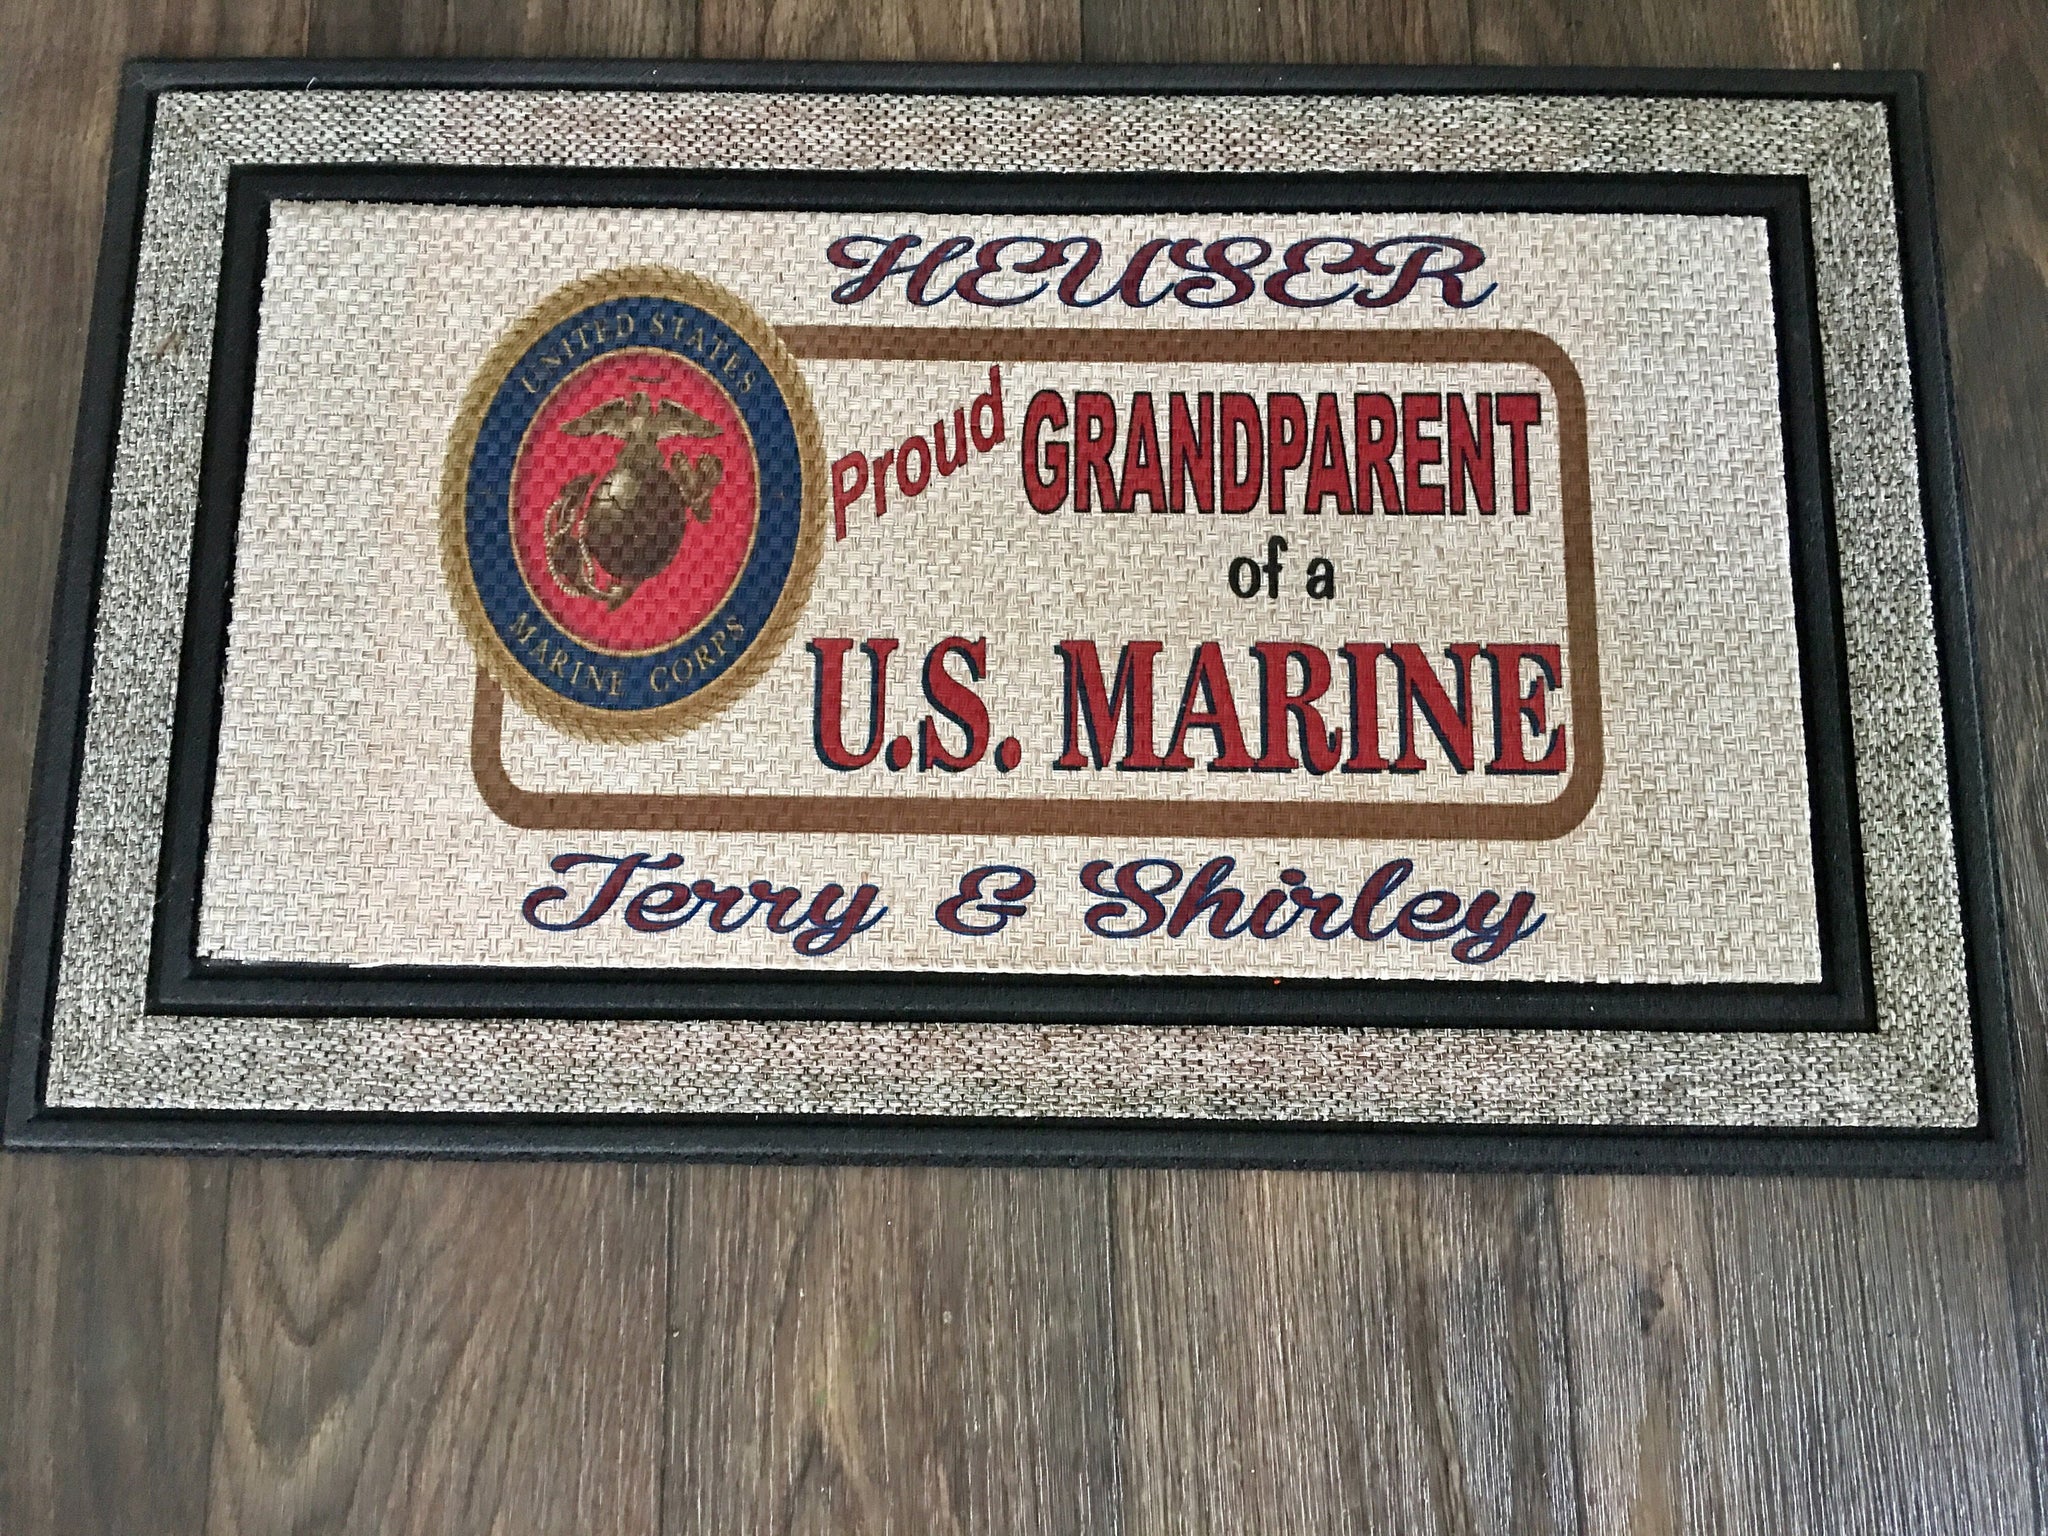 HEUSER
UNITED STATES
MARINE CORPS
Proud GRANDPARENT
of a
U.S. MARINE
Terry & Shirley